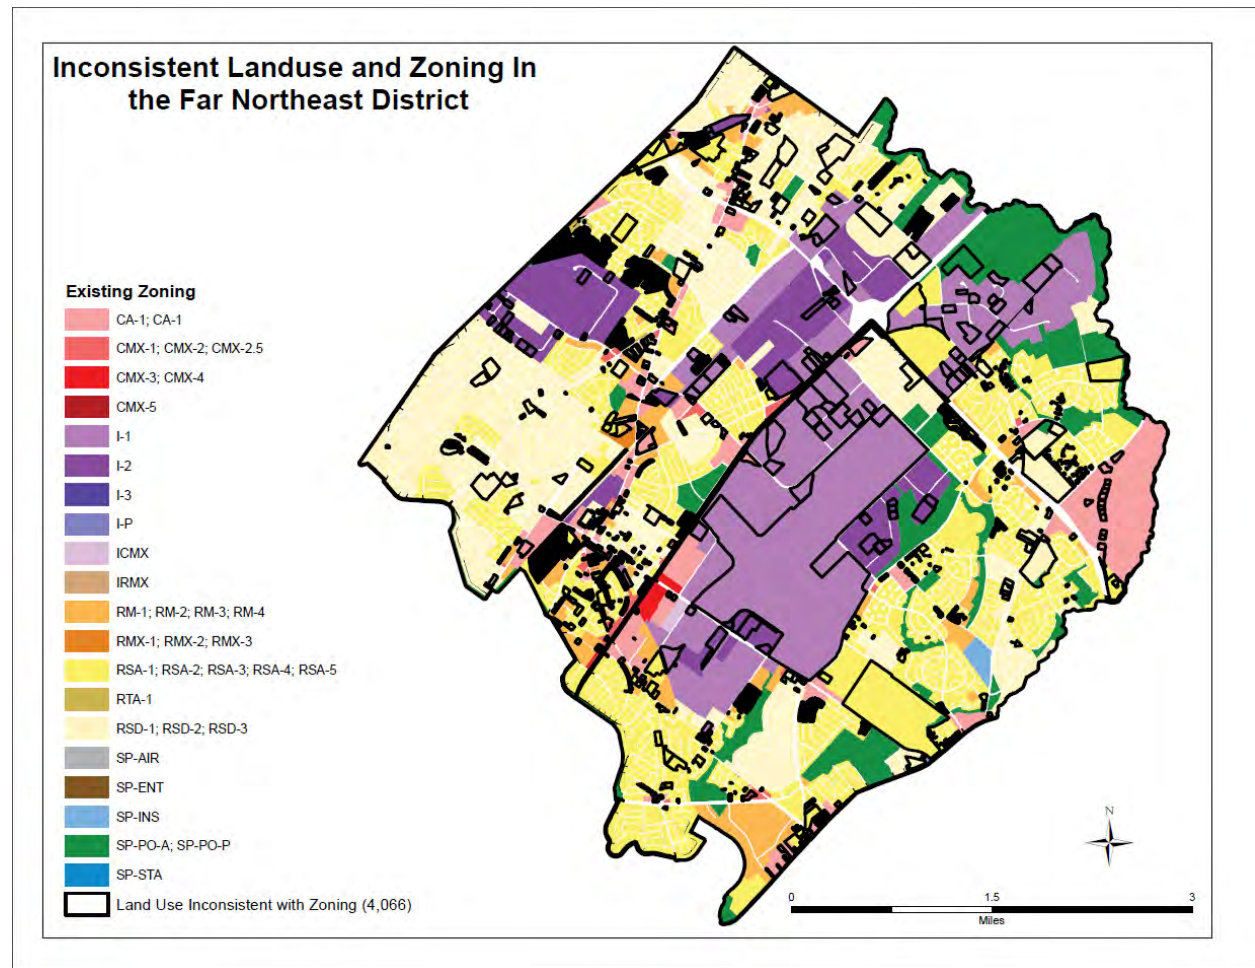 Inconsistent Landuse and Zoning In
the Far Northeast District
Existing Zoning
CA-1; CA-1
CMX-1; CMX-2; CMX-2.5
CMX-3; CMX-4
CMX-5
I-1
I-2
I-3
I-P
ICMX
IRMX
RM-1; RM-2; RM-3; RM-4
RMX-1; RMX-2; RMX-3
RSA-1; RSA-2; RSA-3; RSA-4; RSA-5
RTA-1
RSD-1; RSD-2; RSD-3
SP-AIR
SP-ENT
SP-INS
SP-PO-A; SP-PO-P
SP-STA
Land Use Inconsistent with Zoning (4,066)
N
0 1.5 3
Miles